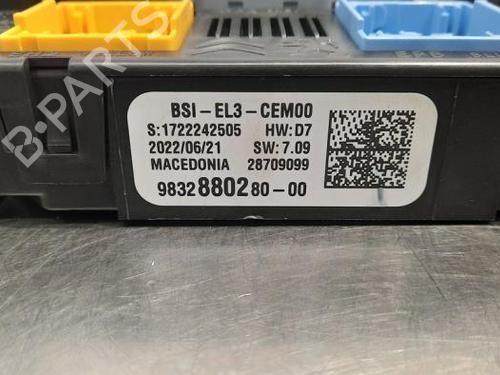 BSI-EL3-CEM00
S:1722242505 HW:D7
2022/06/21 SW:7.09
MACEDONIA 28709099
9832880280-00
B-PARTS